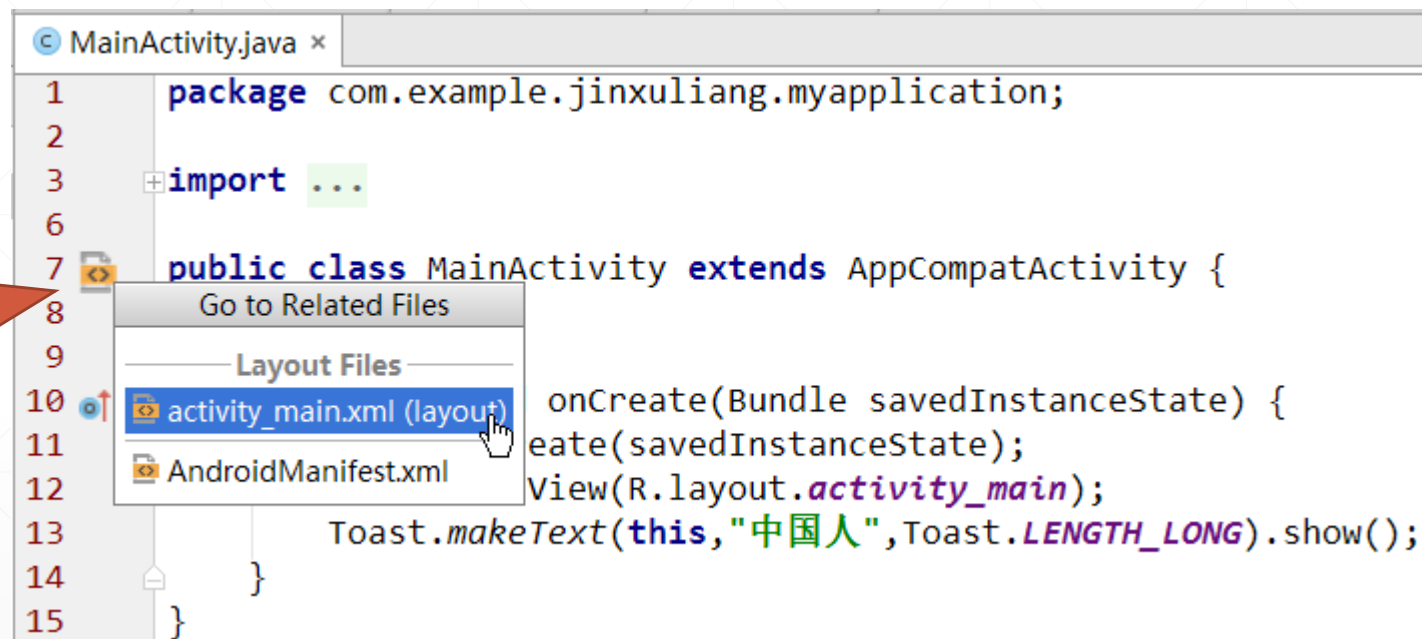 MainActivity.java ×
1 package com.example.jinxuliang.myapplication;
2
3 import ...
6
7 public class MainActivity extends AppCompatActivity {
Go to Related Files
8
9 Layout Files
10 activity_main.xml (layout) onCreate(Bundle savedInstanceState) {
11 eate(savedInstanceState);
AndroidManifest.xml
12 View(R.layout.activity_main);
13 Toast.makeText(this,"中国人",Toast.LENGTH_LONG).show();
14 }
15 }